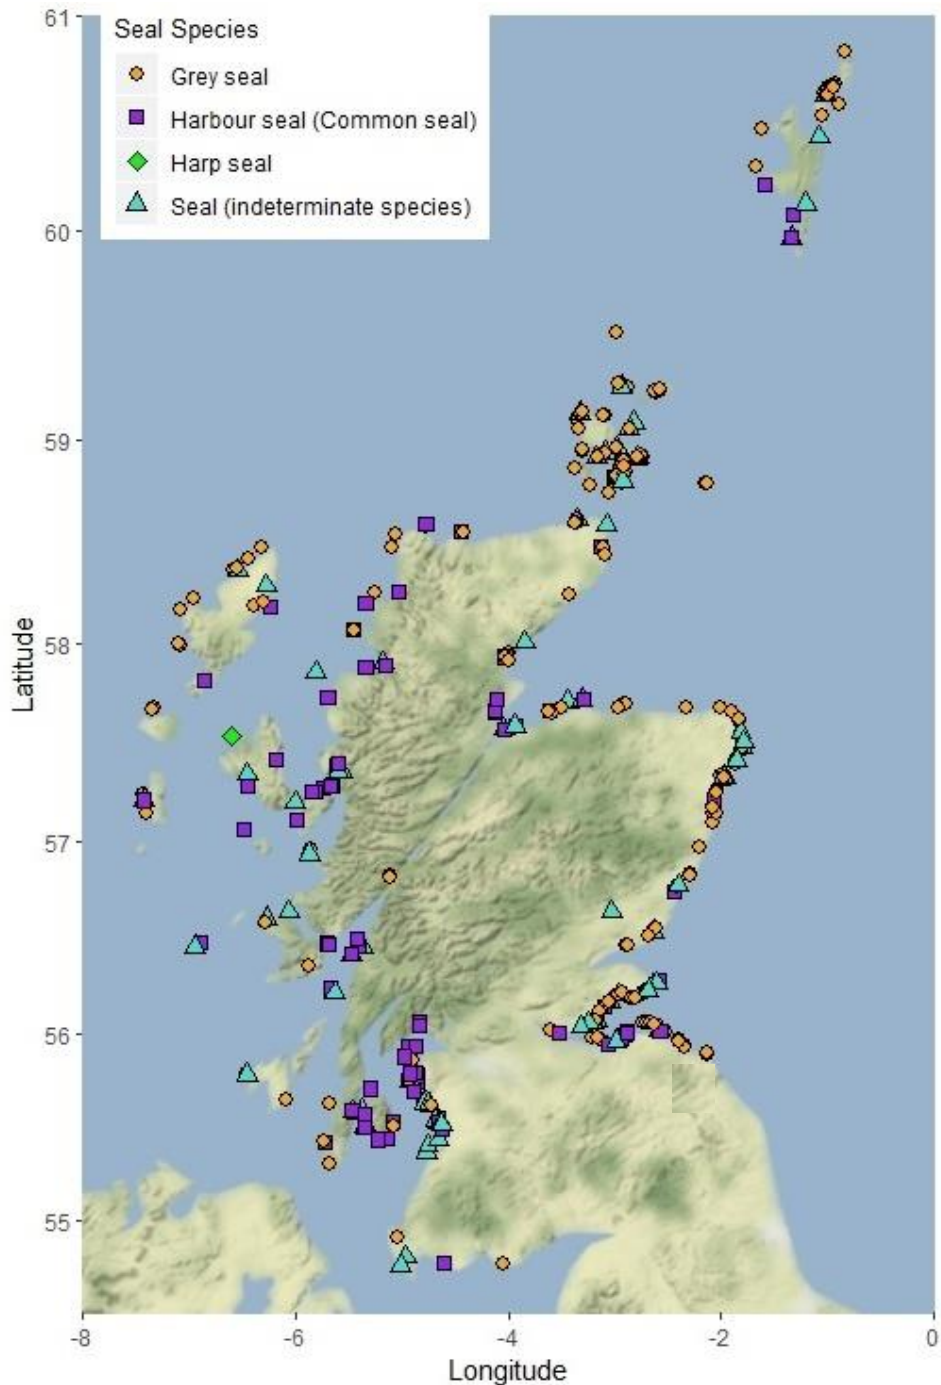 61
Seal Species
Grey seal
Harbour seal (Common seal)
Harp seal
Seal (indeterminate species)
60
59
58
Latitude
57
56
55
-8 -6 -4 -2 0
Longitude